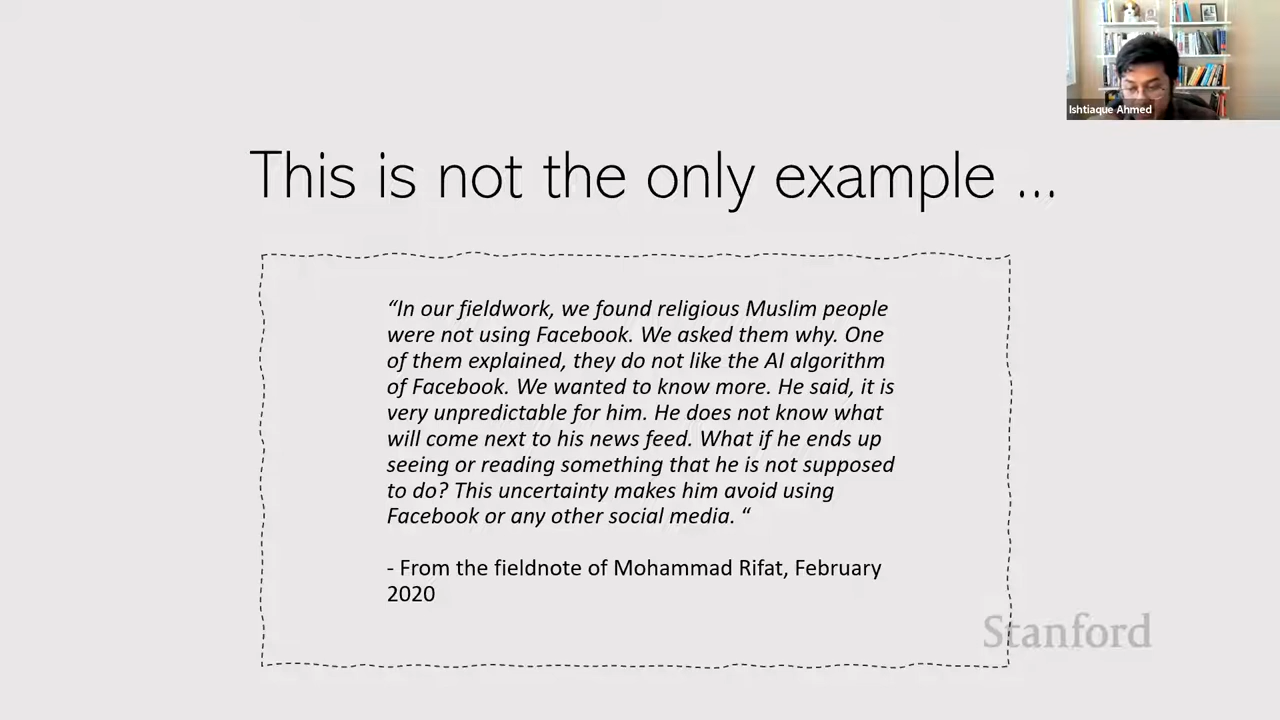 Ishtiaque Ahmed
This is not the only example ...
“In our fieldwork, we found religious Muslim people
were not using Facebook. We asked them why. One
of them explained, they do not like the AI algorithm
of Facebook. We wanted to know more. He said, it is
very unpredictable for him. He does not know what
will come next to his news feed. What if he ends up
seeing or reading something that he is not supposed
to do? This uncertainty makes him avoid using
Facebook or any other social media. “
- From the fieldnote of Mohammad Rifat, February
2020
Stanford